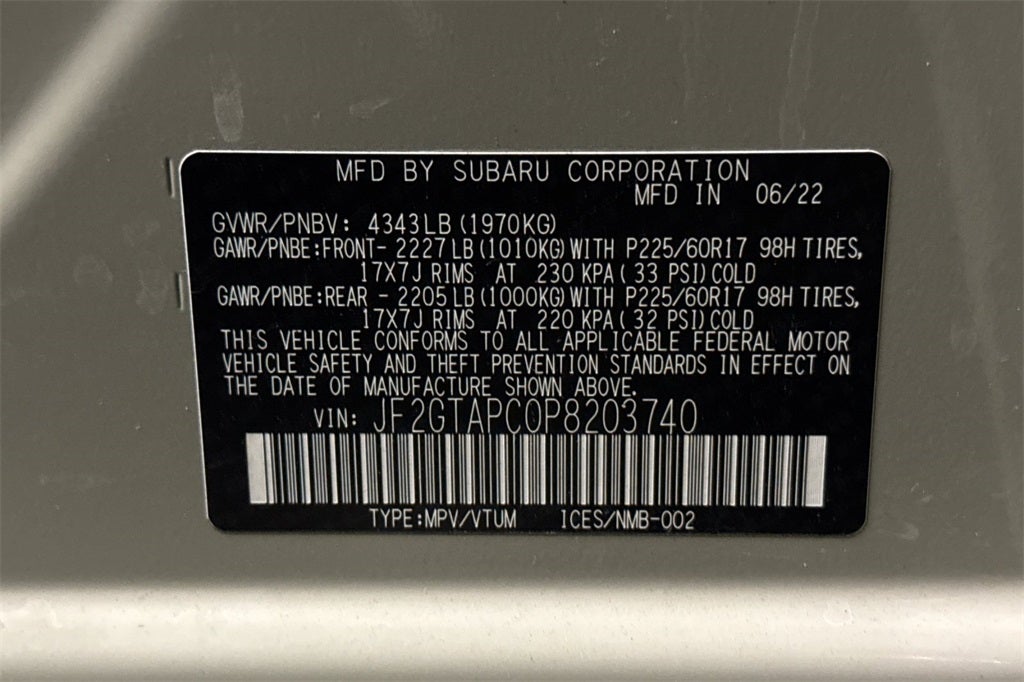 MFD BY SUBARU CORPORATION
MFD IN 06/22
GVWR/PNBV: 4343LB (1970KG)
GAWR/PNBE:FRONT- 2227LB (1010KG) WITH P225/60R17 98H TIRES,
17X7J RIMS AT 230 KPA ( 33 PSI) COLD
GAWR/PNBE:REAR - 2205LB (1000KG) WITH P225/60R17 98H TIRES,
17X7J RIMS AT 220 KPA ( 32 PSI) COLD
THIS VEHICLE CONFORMS TO ALL APPLICABLE FEDERAL MOTOR
VEHICLE SAFETY AND THEFT PREVENTION STANDARDS IN EFFECT ON
THE DATE OF MANUFACTURE SHOWN ABOVE.
VIN: JF2GTAPC0P8203740
TYPE:MPV/VTUM ICES/NMB-002